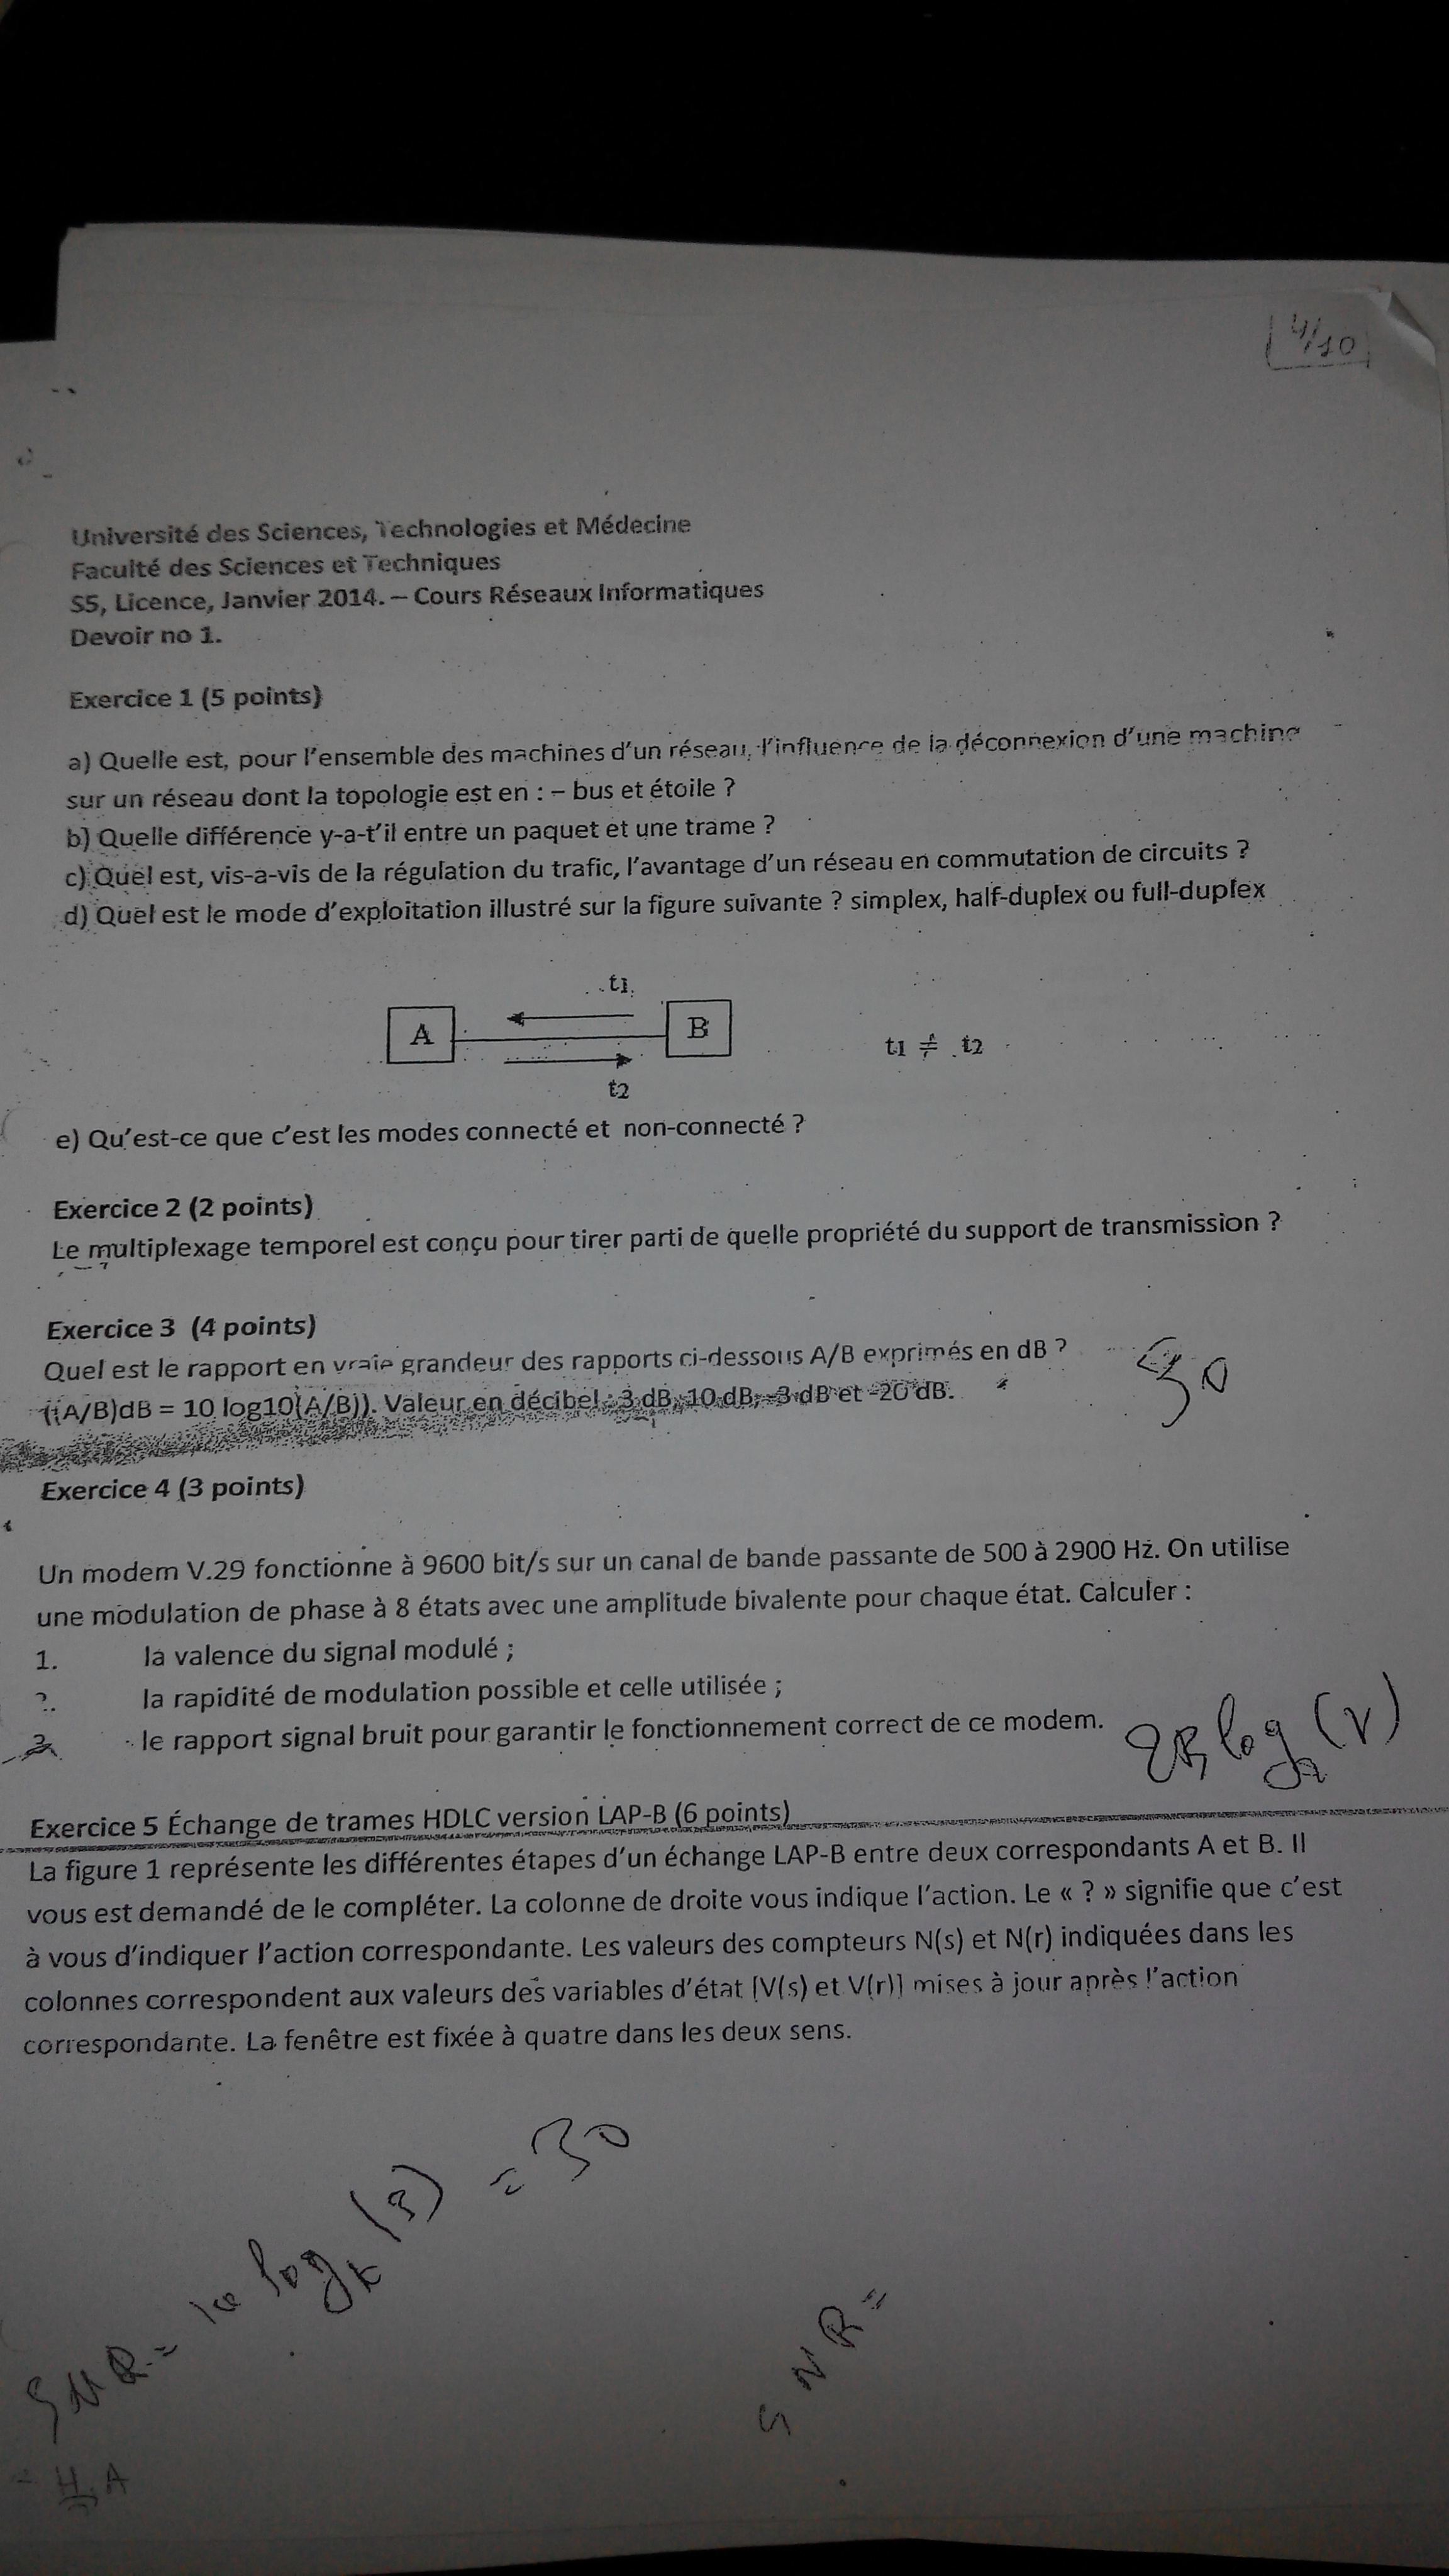 4/10
Université des Sciences, Technologies et Médecine
Faculté des Sciences et Techniques
S5, Licence, Janvier 2014. – Cours Réseaux Informatiques
Devoir no 1.
Exercice 1 (5 points)
a) Quelle est, pour l'ensemble des machines d'un réseau, l'influence de la déconnexion d'une machine
sur un réseau dont la topologie est en : – bus et étoile ?
b) Quelle différence y-a-t'il entre un paquet et une trame ?
c) Quel est, vis-a-vis de la régulation du trafic, l'avantage d'un réseau en commutation de circuits ?
d) Quel est le mode d'exploitation illustré sur la figure suivante ? simplex, half-duplex ou full-duplex
t1
A B t1 ≠ t2
t2
e) Qu'est-ce que c'est les modes connecté et non-connecté ?
Exercice 2 (2 points)
Le multiplexage temporel est conçu pour tirer parti de quelle propriété du support de transmission ?
Exercice 3 (4 points)
Quel est le rapport en vraie grandeur des rapports ci-dessous A/B exprimés en dB ?
((A/B)dB = 10 log10(A/B)). Valeur en décibel : 3 dB, 10 dB, -3 dB et -20 dB.
30
Exercice 4 (3 points)
Un modem V.29 fonctionne à 9600 bit/s sur un canal de bande passante de 500 à 2900 Hz. On utilise
une modulation de phase à 8 états avec une amplitude bivalente pour chaque état. Calculer :
1. la valence du signal modulé ;
2. la rapidité de modulation possible et celle utilisée ;
3. le rapport signal bruit pour garantir le fonctionnement correct de ce modem.
2B log2 (V)
Exercice 5 Échange de trames HDLC version LAP-B (6 points)
La figure 1 représente les différentes étapes d'un échange LAP-B entre deux correspondants A et B. Il
vous est demandé de le compléter. La colonne de droite vous indique l'action. Le « ? » signifie que c'est
à vous d'indiquer l'action correspondante. Les valeurs des compteurs N(s) et N(r) indiquées dans les
colonnes correspondent aux valeurs des variables d'état [V(s) et V(r)] mises à jour après l'action
correspondante. La fenêtre est fixée à quatre dans les deux sens.
SNR = 10 log = 30
SNR =
H.A